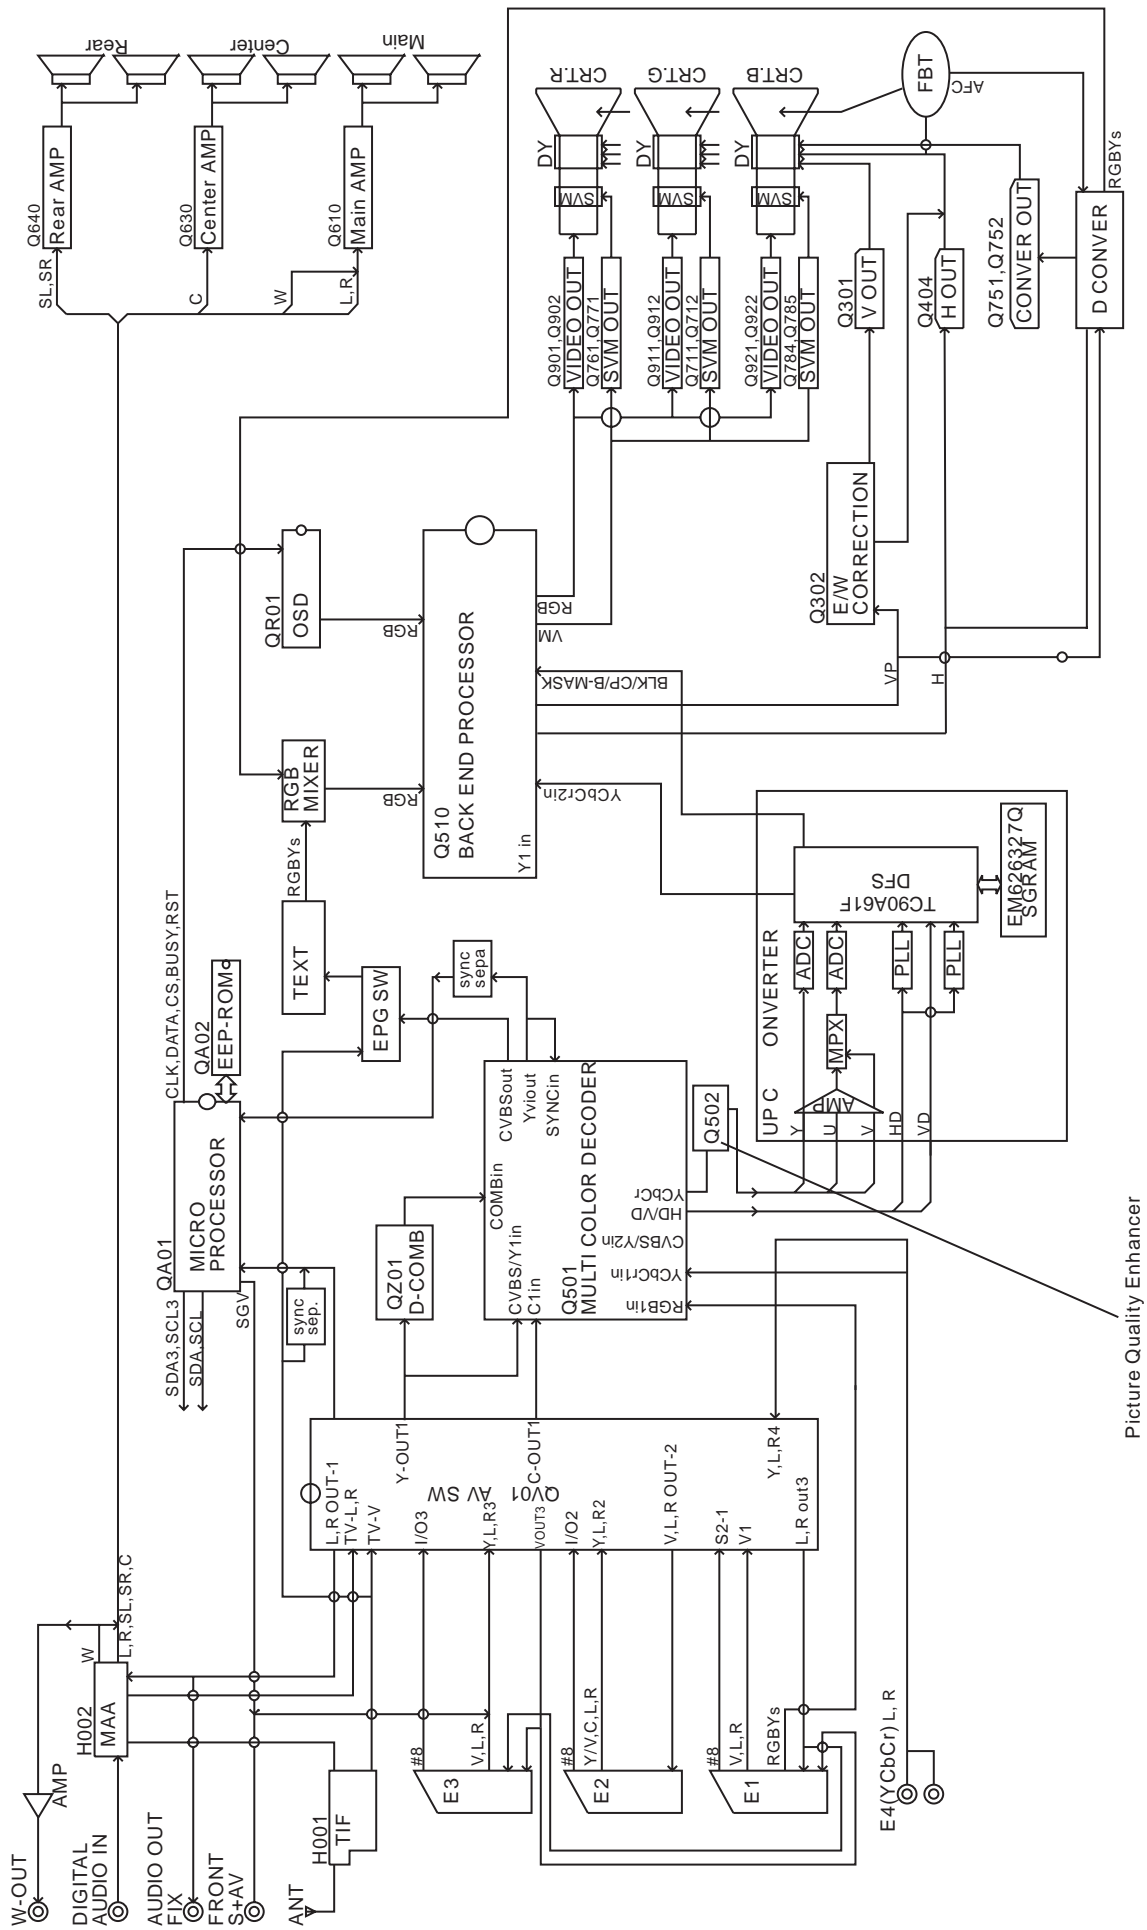 W-OUT
AMP
DIGITAL
AUDIO IN
AUDIO OUT
FIX
FRONT
S+AV
ANT
H002
MAA
W
L,R,SL,SR,C
H001
TIF
#8
V,L,R
E3
#8
Y/V,C,L,R
E2
#8
V,L,R
RGBYs
E1
E4(YCbCr) L, R
L,R OUT-1
TV-L,R
TV-V
I/O3
Y,L,R3
VOUT3
I/O2
Y,L,R2
V,L,R OUT-2
S2-1
V1
L,R out3
Y-OUT1
C-OUT1
Y,L,R4
QV01
AV SW
SDA3,SCL3
SDA,SCL
SGV
sync
sep.
QA01
MICRO
PROCESSOR
CLK,DATA,CS,BUSY,RST
QA02
EEP-ROM
QZ01
D-COMB
COMBin
CVBS/Y1in
C1in
Q501
MULTI COLOR DECODER
CVBSout
Yviout
SYNCin
RGB1in
YCbCr1in
CVBS/Y2in
HD/VD
YCbCr
Q502
Picture Quality Enhancer
EPG SW
sync
sepa
TEXT
RGBYs
RGB
MIXER
RGB
QR01
OSD
RGB
Q510
BACK END PROCESSOR
Y1 in
YCbCr2in
BLK/CP/B-MASK
VM
RGB
UP C ONVERTER
Y
U
V
HD
VD
AMP
MPX
ADC
ADC
PLL
PLL
TC90A61F
DFS
EM626327Q
SGRAM
VP
H
Q302
E/W
CORRECTION
Q301
V OUT
Q404
H OUT
Q751,Q752
CONVER OUT
D CONVER
RGBYs
AFC
FBT
Q901,Q902
VIDEO OUT
Q761,Q771
SVM OUT
Q911,Q912
VIDEO OUT
Q711,Q712
SVM OUT
Q921,Q922
VIDEO OUT
Q784,Q785
SVM OUT
SVM
SVM
SVM
DY
DY
DY
CRT.R
CRT.G
CRT.B
SL,SR
C
W
L,R
Q640
Rear AMP
Q630
Center AMP
Q610
Main AMP
Rear
Center
Main